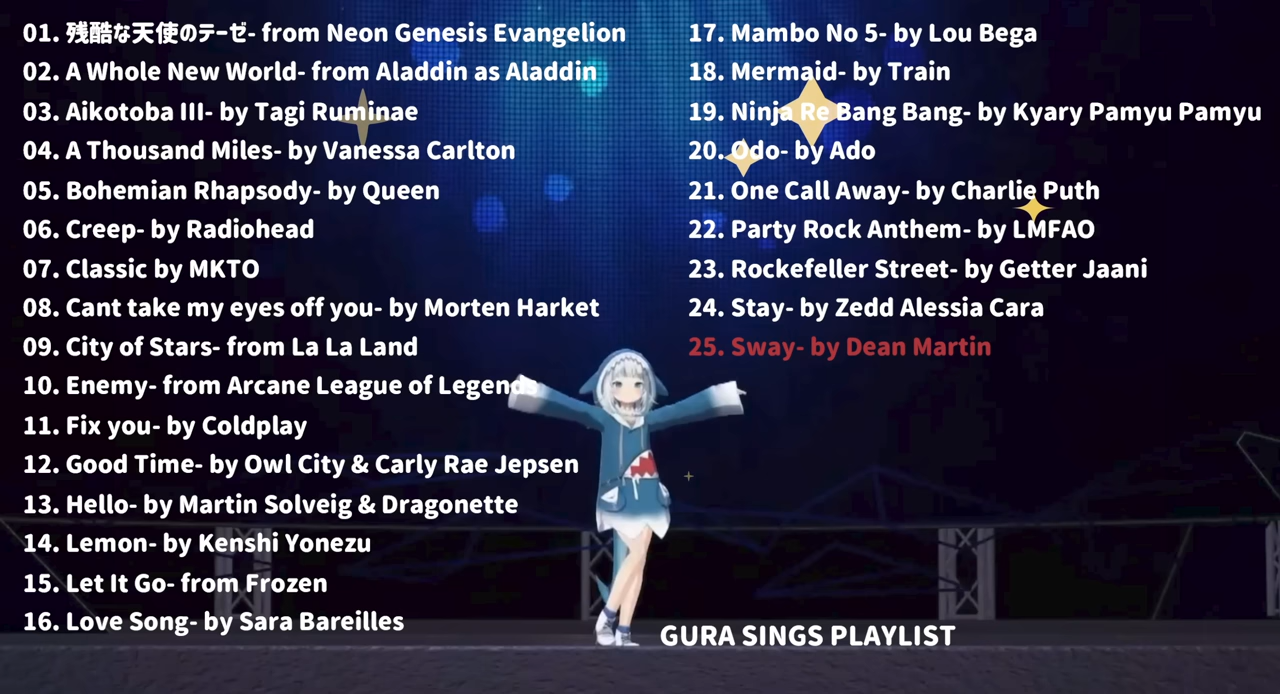 01. 残酷な天使のテーゼ- from Neon Genesis Evangelion
02. A Whole New World- from Aladdin as Aladdin
03. Aikotoba III- by Tagi Ruminae
04. A Thousand Miles- by Vanessa Carlton
05. Bohemian Rhapsody- by Queen
06. Creep- by Radiohead
07. Classic by MKTO
08. Cant take my eyes off you- by Morten Harket
09. City of Stars- from La La Land
10. Enemy- from Arcane League of Legends
11. Fix you- by Coldplay
12. Good Time- by Owl City & Carly Rae Jepsen
13. Hello- by Martin Solveig & Dragonette
14. Lemon- by Kenshi Yonezu
15. Let It Go- from Frozen
16. Love Song- by Sara Bareilles
17. Mambo No 5- by Lou Bega
18. Mermaid- by Train
19. Ninja Re Bang Bang- by Kyary Pamyu Pamyu
20. Odo- by Ado
21. One Call Away- by Charlie Puth
22. Party Rock Anthem- by LMFAO
23. Rockefeller Street- by Getter Jaani
24. Stay- by Zedd Alessia Cara
25. Sway- by Dean Martin
GURA SINGS PLAYLIST